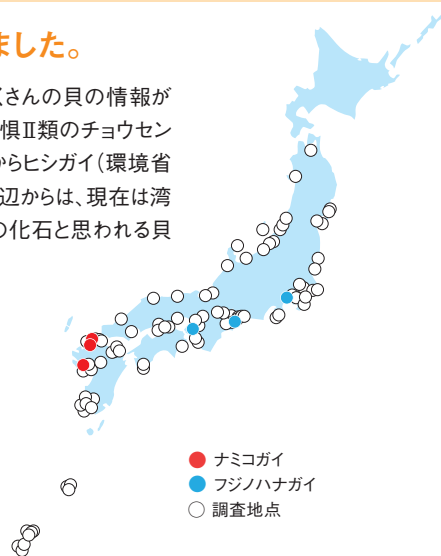 ました。
くさんの貝の情報が
惧Ⅱ類のチョウセン
からヒシガイ(環境省
辺からは、現在は湾
の化石と思われる貝
ナミコガイ
フジノハナガイ
調査地点